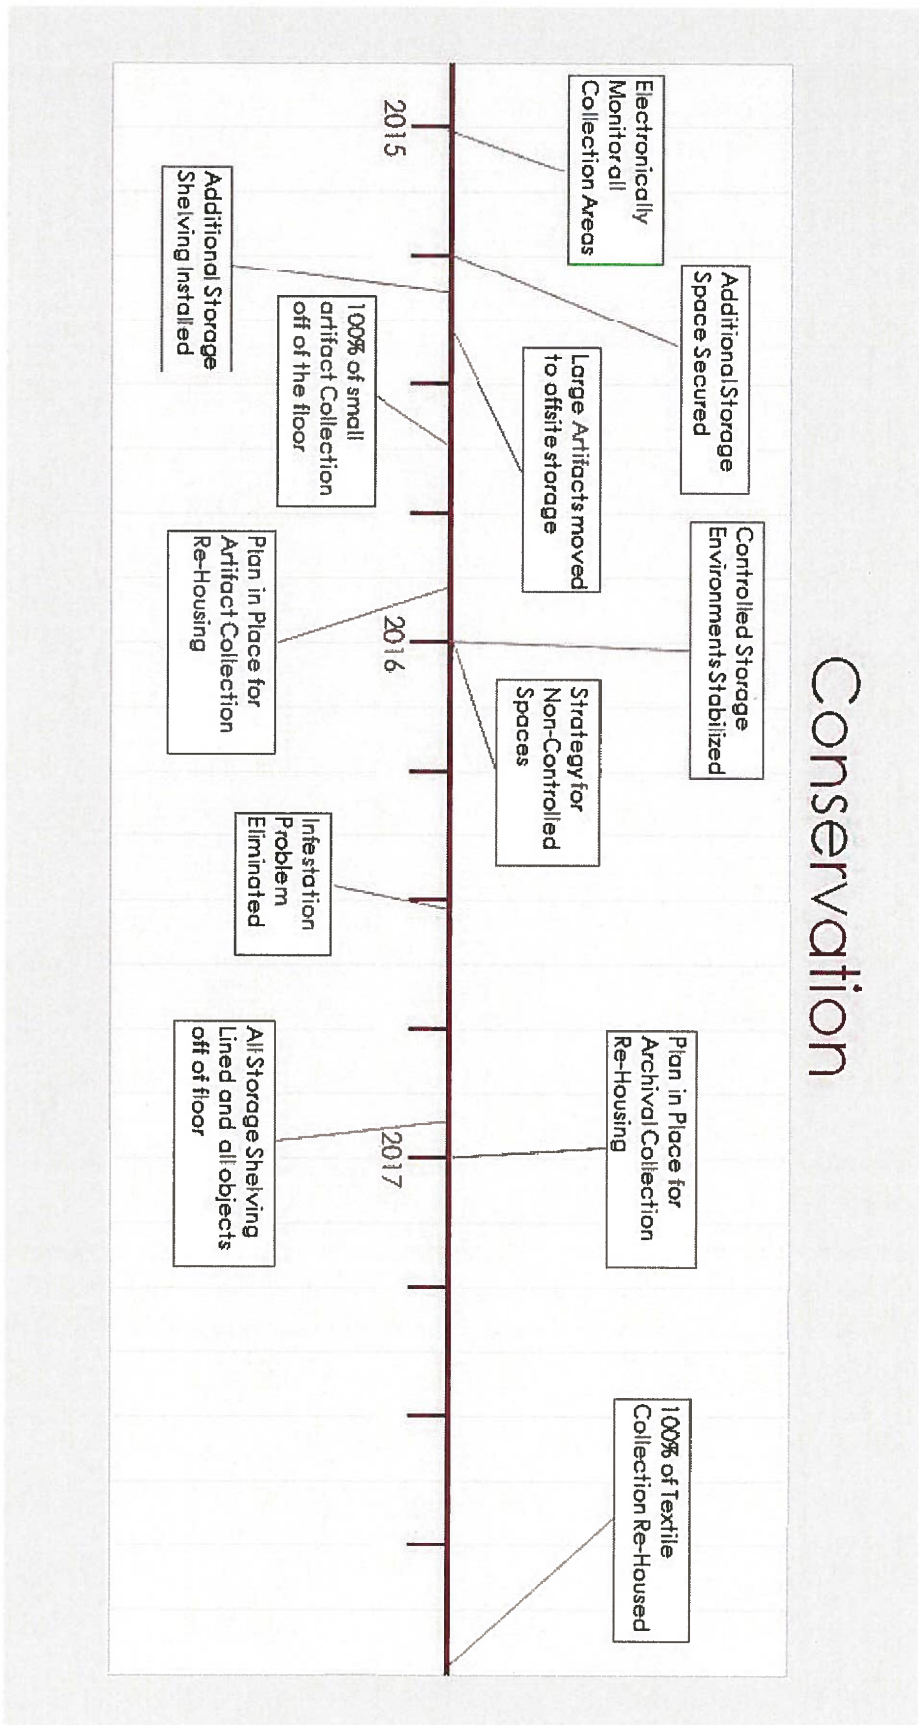 Conservation
Electronically
Monitor all
Collection Areas
Additional Storage
Space Secured
Large Artifacts moved
to offsite storage
Controlled Storage
Environments Stabilized
Strategy for
Non-Controlled
Spaces
Plan in Place for
Archival Collection
Re-Housing
100% of Textile
Collection Re-Housed
2015
2016
2017
Additional Storage
Shelving Installed
100% of small
artifact Collection
off of the floor
Plan in Place for
Artifact Collection
Re-Housing
Infestation
Problem
Eliminated
All Storage Shelving
Lined and all objects
off of floor